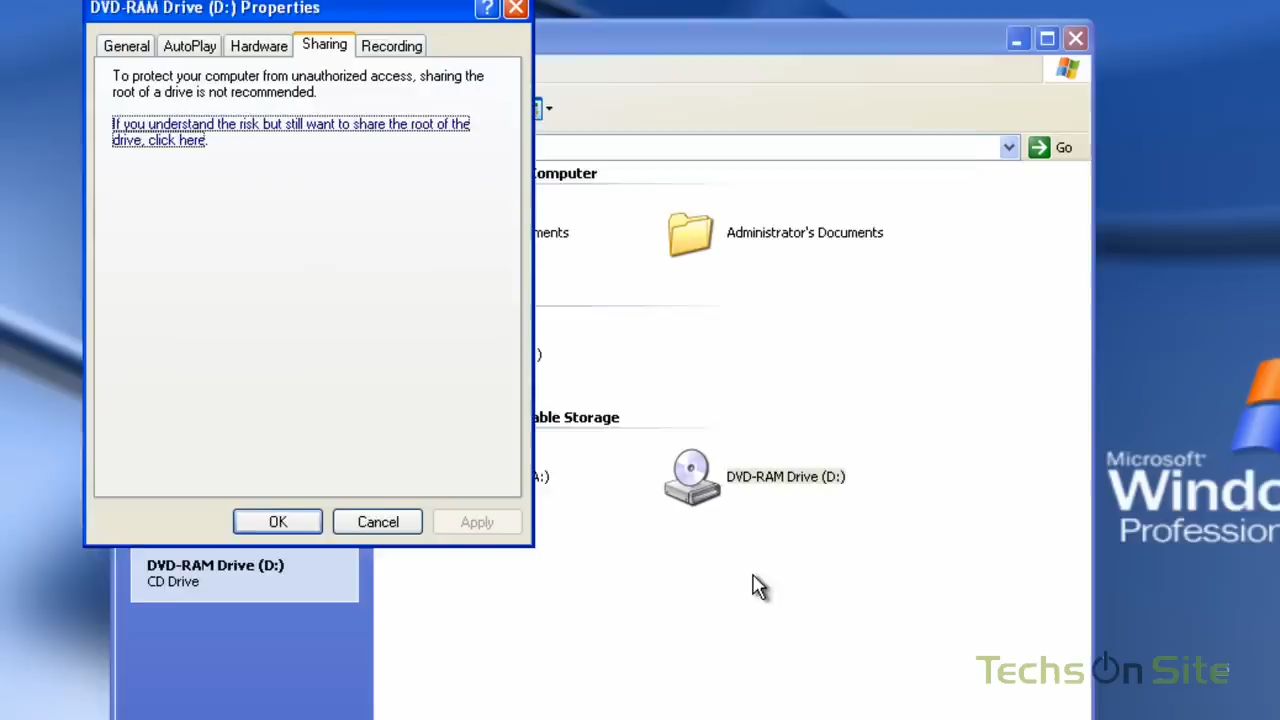 DVD-RAM Drive (D:) Properties
General AutoPlay Hardware Sharing Recording
To protect your computer from unauthorized access, sharing the
root of a drive is not recommended.
If you understand the risk but still want to share the root of the
drive, click here.
OK Cancel Apply
Go
Computer
ments
Administrator's Documents
)
able Storage
A:)
DVD-RAM Drive (D:)
DVD-RAM Drive (D:)
CD Drive
Microsoft
Windo
Profession
Techs On Site